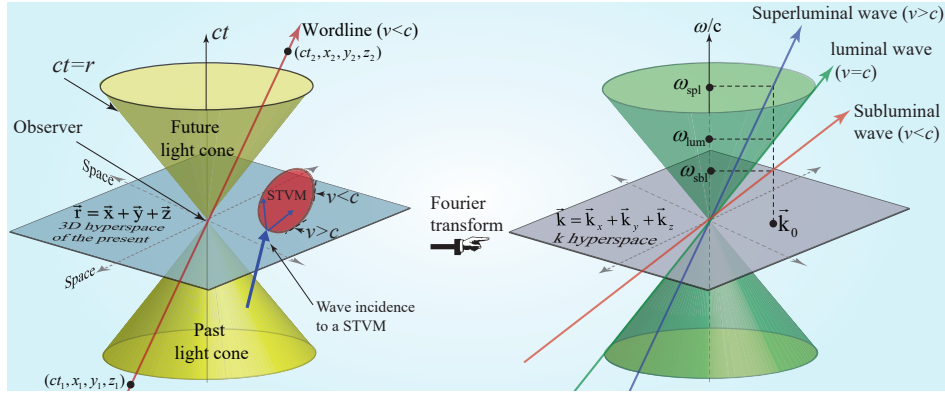 ct
Wordline (v<c)
(ct₂, x₂, y₂, z₂)
ct=r
Observer
Future
light cone
Space
STVM
v<c
v>c
r⃗ = x⃗ + y⃗ + z⃗
3D hyperspace
of the present
Space
Wave incidence
to a STVM
Past
light cone
(ct₁, x₁, y₁, z₁)
Fourier
transform
ω/c
Superluminal wave (v>c)
luminal wave
(v=c)
Subluminal
wave (v<c)
ω_spl
ω_lum
ω_sbl
k⃗ = k⃗_x + k⃗_y + k⃗_z
k hyperspace
k⃗₀